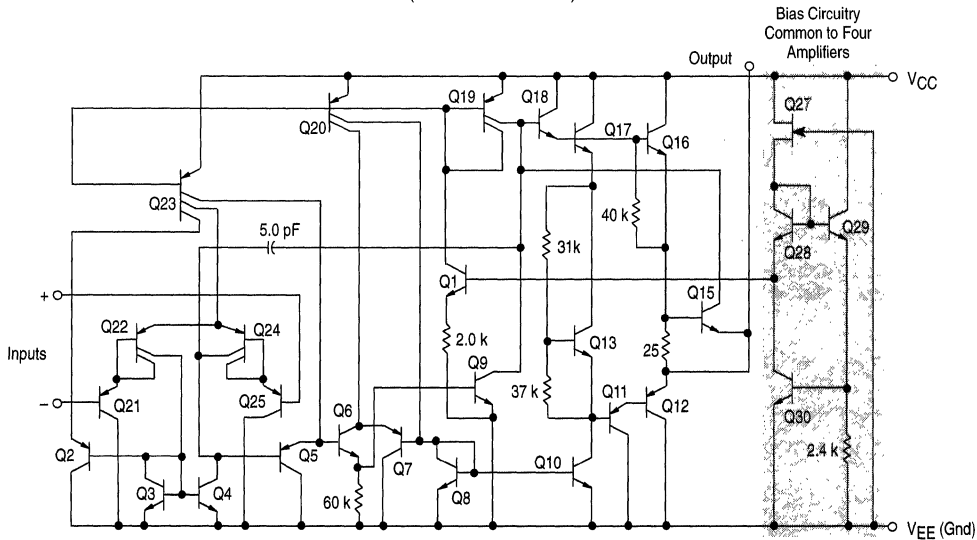 Bias Circuitry
Common to Four
Amplifiers
Output
VCC
Q19
Q18
Q27
Q20
Q17
Q16
Q23
40 k
Q29
5.0 pF
31k
Q28
Q1
+
Q15
Q22
Q24
2.0 k
Q13
Inputs
25
Q9
37 k
Q11
–
Q21
Q25
Q12
Q30
Q6
Q2
Q5
Q7
Q10
2.4 k
Q3
Q4
Q8
60 k
VEE (Gnd)